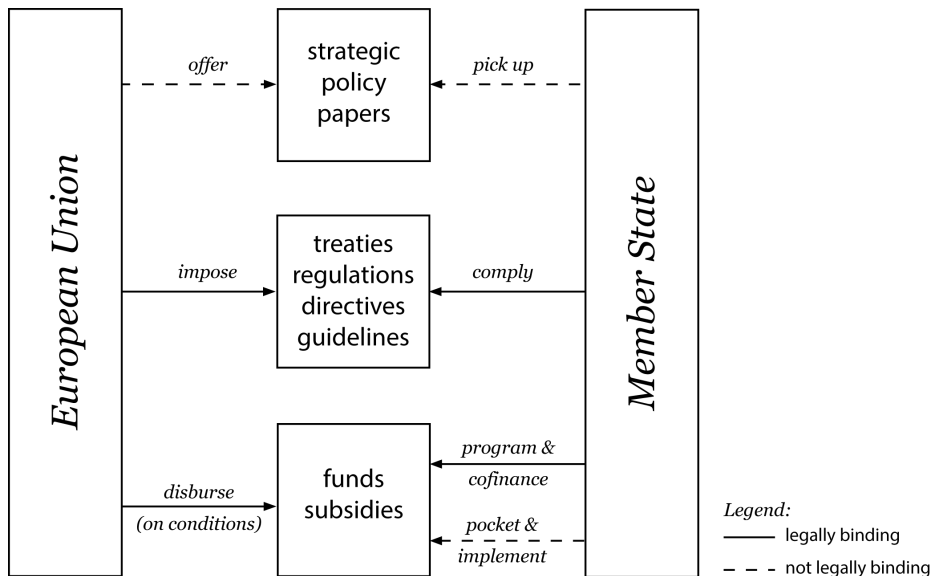 European Union
offer
strategic
policy
papers
pick up
Member State
impose
treaties
regulations
directives
guidelines
comply
disburse
(on conditions)
funds
subsidies
program &
cofinance
pocket &
implement
Legend:
legally binding
not legally binding